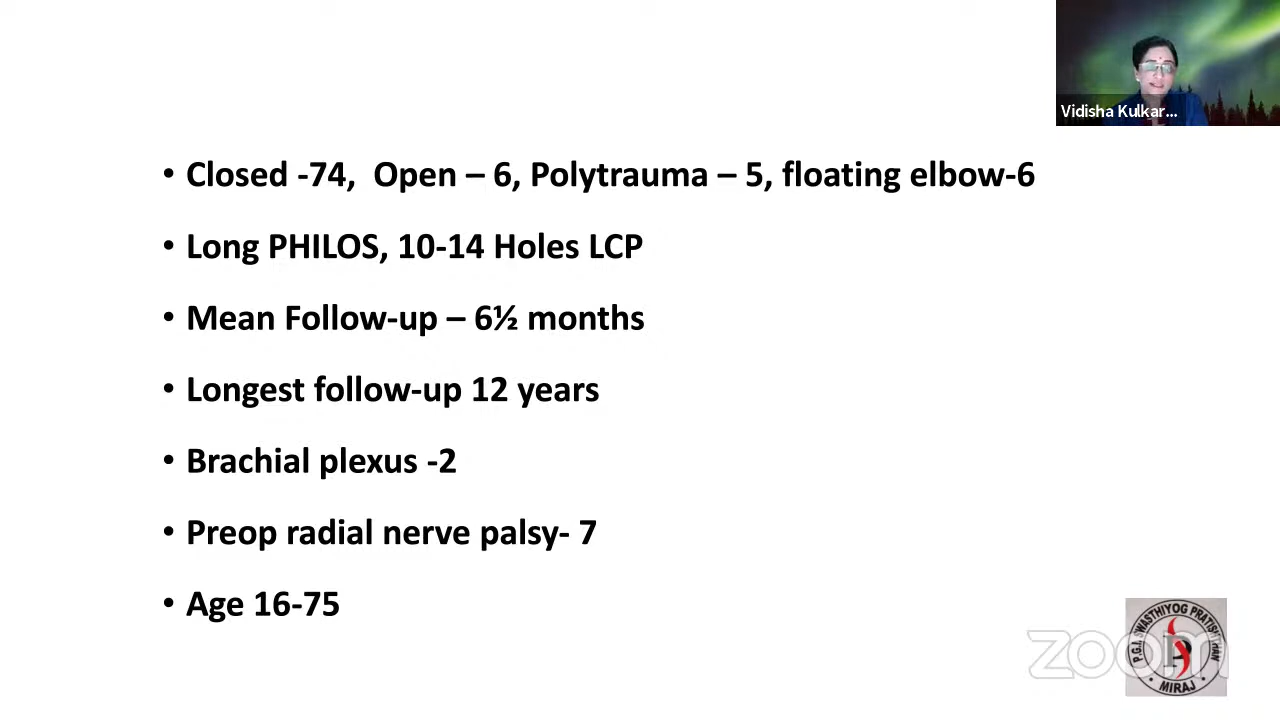 Vidisha Kulkar...
• Closed -74,  Open – 6, Polytrauma – 5, floating elbow-6
• Long PHILOS, 10-14 Holes LCP
• Mean Follow-up – 6½ months
• Longest follow-up 12 years
• Brachial plexus -2
• Preop radial nerve palsy- 7
• Age 16-75
zoom
P.G.I. SWASTHIYOG PRATISHTHAN
• MIRAJ •